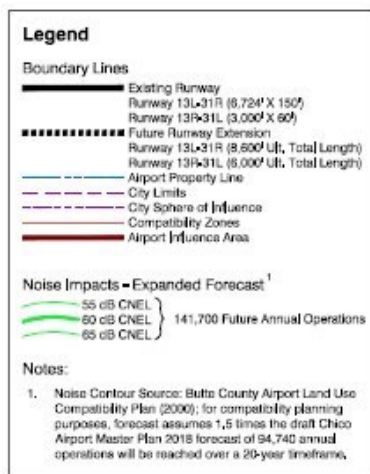 Legend
Boundary Lines
Existing Runway
Runway 13L-31R (6,724' X 150')
Runway 13R-31L (3,000' X 60')
Future Runway Extension
Runway 13L-31R (8,600' Ult. Total Length)
Runway 13R-31L (6,000' Ult. Total Length)
Airport Property Line
City Limits
City Sphere of Influence
Compatibility Zones
Airport Influence Area
Noise Impacts - Expanded Forecast 1
55 dB CNEL
60 dB CNEL } 141,700 Future Annual Operations
65 dB CNEL
Notes:
1. Noise Contour Source: Butte County Airport Land Use
Compatibility Plan (2000); for compatibility planning
purposes, forecast assumes 1.5 times the draft Chico
Airport Master Plan 2018 forecast of 94,740 annual
operations will be reached over a 20-year timeframe.